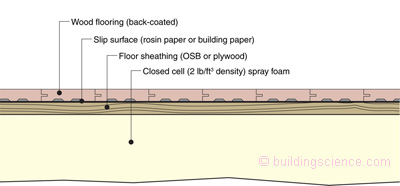 Wood flooring (back-coated)
Slip surface (rosin paper or building paper)
Floor sheathing (OSB or plywood)
Closed cell (2 lb/ft³ density) spray foam
© buildingscience.com